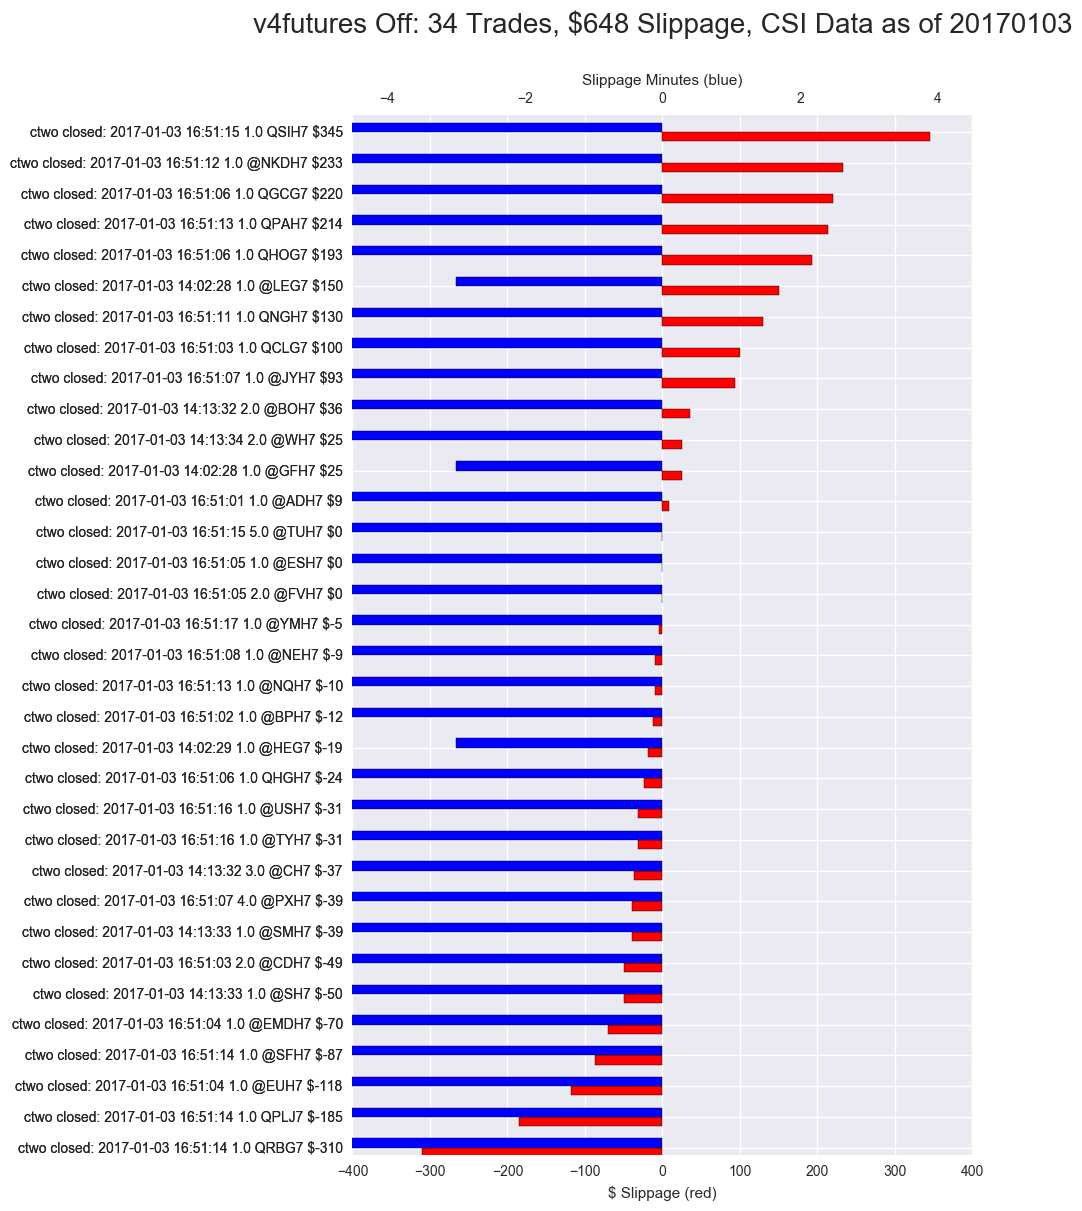 v4futures Off: 34 Trades, $648 Slippage, CSI Data as of 20170103
Slippage Minutes (blue)
−4 −2 0 2 4
ctwo closed: 2017-01-03 16:51:15 1.0 QSIH7 $345
ctwo closed: 2017-01-03 16:51:12 1.0 @NKDH7 $233
ctwo closed: 2017-01-03 16:51:06 1.0 QGCG7 $220
ctwo closed: 2017-01-03 16:51:13 1.0 QPAH7 $214
ctwo closed: 2017-01-03 16:51:06 1.0 QHOG7 $193
ctwo closed: 2017-01-03 14:02:28 1.0 @LEG7 $150
ctwo closed: 2017-01-03 16:51:11 1.0 QNGH7 $130
ctwo closed: 2017-01-03 16:51:03 1.0 QCLG7 $100
ctwo closed: 2017-01-03 16:51:07 1.0 @JYH7 $93
ctwo closed: 2017-01-03 14:13:32 2.0 @BOH7 $36
ctwo closed: 2017-01-03 14:13:34 2.0 @WH7 $25
ctwo closed: 2017-01-03 14:02:28 1.0 @GFH7 $25
ctwo closed: 2017-01-03 16:51:01 1.0 @ADH7 $9
ctwo closed: 2017-01-03 16:51:15 5.0 @TUH7 $0
ctwo closed: 2017-01-03 16:51:05 1.0 @ESH7 $0
ctwo closed: 2017-01-03 16:51:05 2.0 @FVH7 $0
ctwo closed: 2017-01-03 16:51:17 1.0 @YMH7 $-5
ctwo closed: 2017-01-03 16:51:08 1.0 @NEH7 $-9
ctwo closed: 2017-01-03 16:51:13 1.0 @NQH7 $-10
ctwo closed: 2017-01-03 16:51:02 1.0 @BPH7 $-12
ctwo closed: 2017-01-03 14:02:29 1.0 @HEG7 $-19
ctwo closed: 2017-01-03 16:51:06 1.0 QHGH7 $-24
ctwo closed: 2017-01-03 16:51:16 1.0 @USH7 $-31
ctwo closed: 2017-01-03 16:51:16 1.0 @TYH7 $-31
ctwo closed: 2017-01-03 14:13:32 3.0 @CH7 $-37
ctwo closed: 2017-01-03 16:51:07 4.0 @PXH7 $-39
ctwo closed: 2017-01-03 14:13:33 1.0 @SMH7 $-39
ctwo closed: 2017-01-03 16:51:03 2.0 @CDH7 $-49
ctwo closed: 2017-01-03 14:13:33 1.0 @SH7 $-50
ctwo closed: 2017-01-03 16:51:04 1.0 @EMDH7 $-70
ctwo closed: 2017-01-03 16:51:14 1.0 @SFH7 $-87
ctwo closed: 2017-01-03 16:51:04 1.0 @EUH7 $-118
ctwo closed: 2017-01-03 16:51:14 1.0 QPLJ7 $-185
ctwo closed: 2017-01-03 16:51:14 1.0 QRBG7 $-310
−400 −300 −200 −100 0 100 200 300 400
$ Slippage (red)